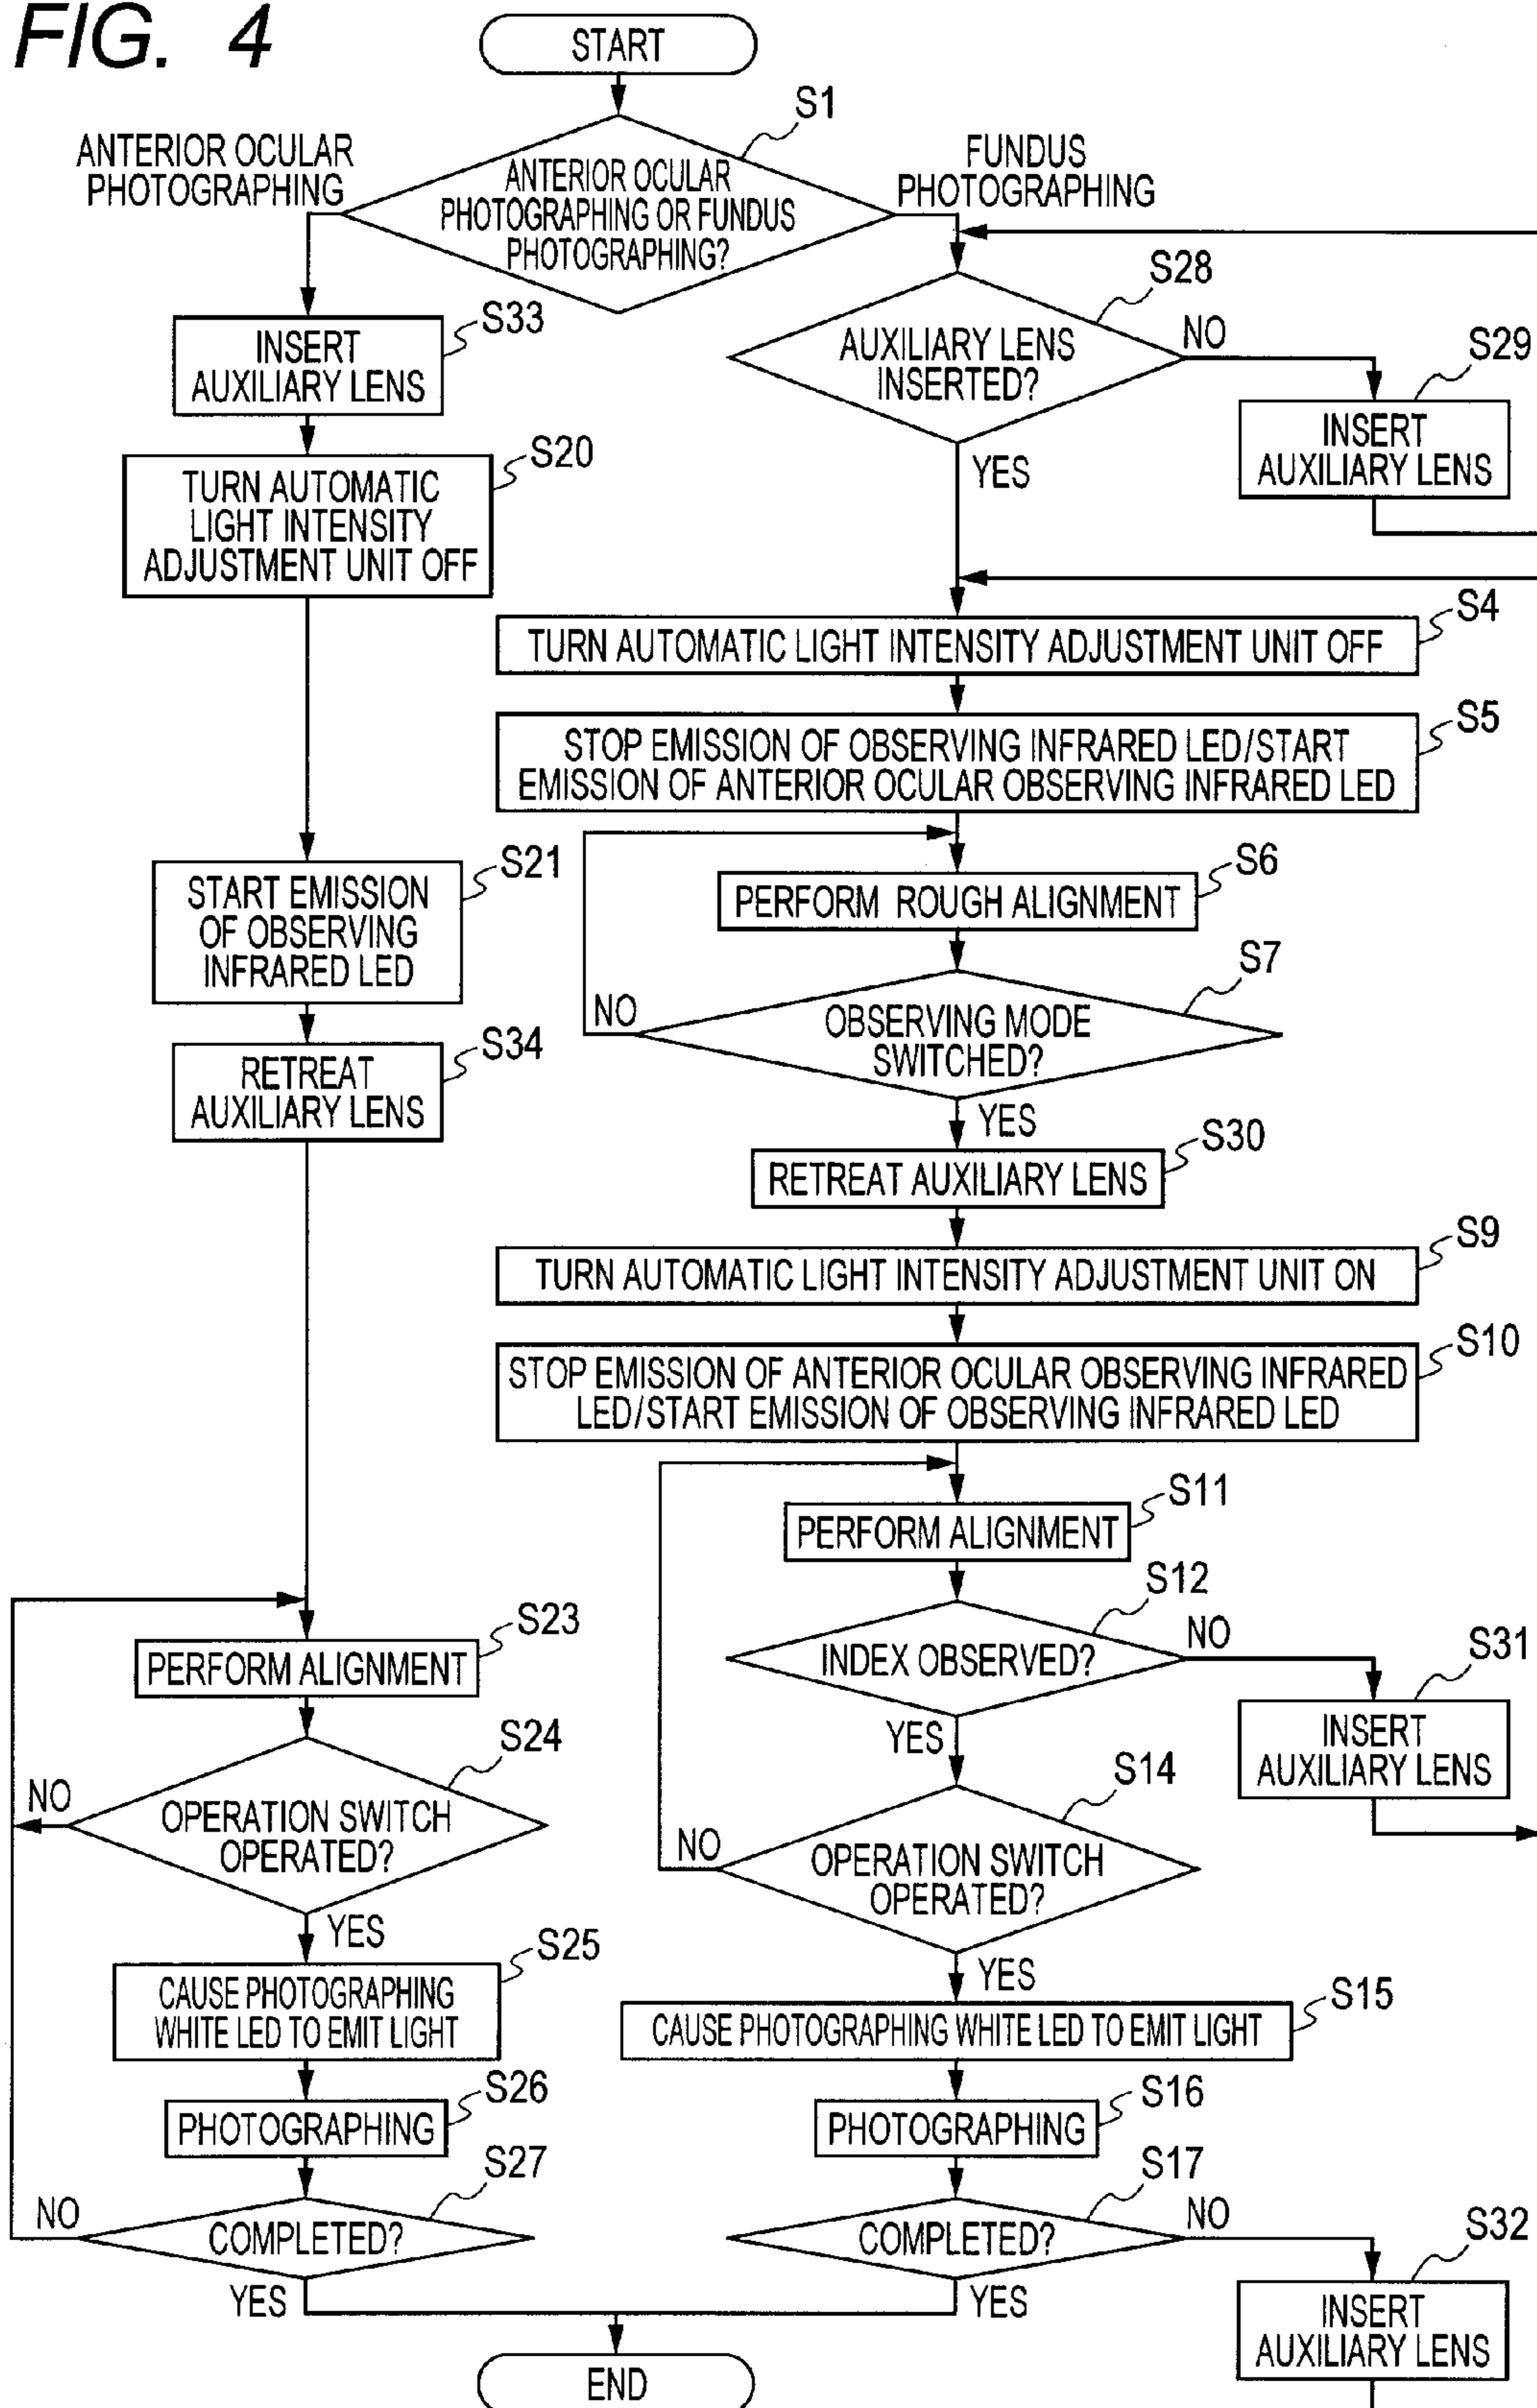 FIG. 4
START
S1
ANTERIOR OCULAR
PHOTOGRAPHING
ANTERIOR OCULAR
PHOTOGRAPHING OR FUNDUS
PHOTOGRAPHING?
FUNDUS
PHOTOGRAPHING
S33
INSERT
AUXILIARY LENS
S20
TURN AUTOMATIC
LIGHT INTENSITY
ADJUSTMENT UNIT OFF
S21
START EMISSION
OF OBSERVING
INFRARED LED
S34
RETREAT
AUXILIARY LENS
S23
PERFORM ALIGNMENT
S24
NO
OPERATION SWITCH
OPERATED?
YES
S25
CAUSE PHOTOGRAPHING
WHITE LED TO EMIT LIGHT
S26
PHOTOGRAPHING
S27
NO
COMPLETED?
YES
S28
AUXILIARY LENS
INSERTED?
NO
S29
INSERT
AUXILIARY LENS
YES
S4
TURN AUTOMATIC LIGHT INTENSITY ADJUSTMENT UNIT OFF
S5
STOP EMISSION OF OBSERVING INFRARED LED/START
EMISSION OF ANTERIOR OCULAR OBSERVING INFRARED LED
S6
PERFORM ROUGH ALIGNMENT
S7
NO
OBSERVING MODE
SWITCHED?
YES
S30
RETREAT AUXILIARY LENS
S9
TURN AUTOMATIC LIGHT INTENSITY ADJUSTMENT UNIT ON
S10
STOP EMISSION OF ANTERIOR OCULAR OBSERVING INFRARED
LED/START EMISSION OF OBSERVING INFRARED LED
S11
PERFORM ALIGNMENT
S12
INDEX OBSERVED?
NO
S31
INSERT
AUXILIARY LENS
YES
S14
NO
OPERATION SWITCH
OPERATED?
YES
S15
CAUSE PHOTOGRAPHING WHITE LED TO EMIT LIGHT
S16
PHOTOGRAPHING
S17
COMPLETED?
NO
S32
INSERT
AUXILIARY LENS
YES
END